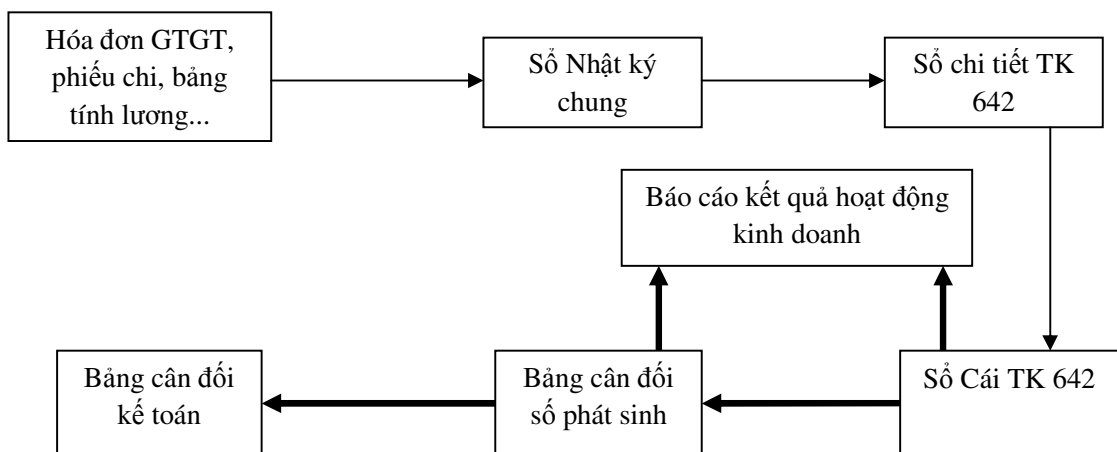 Hóa đơn GTGT,
phiếu chi, bảng
tính lương...
Sổ Nhật ký
chung
Sổ chi tiết TK
642
Báo cáo kết quả hoạt động
kinh doanh
Bảng cân đối
kế toán
Bảng cân đối
số phát sinh
Sổ Cái TK 642